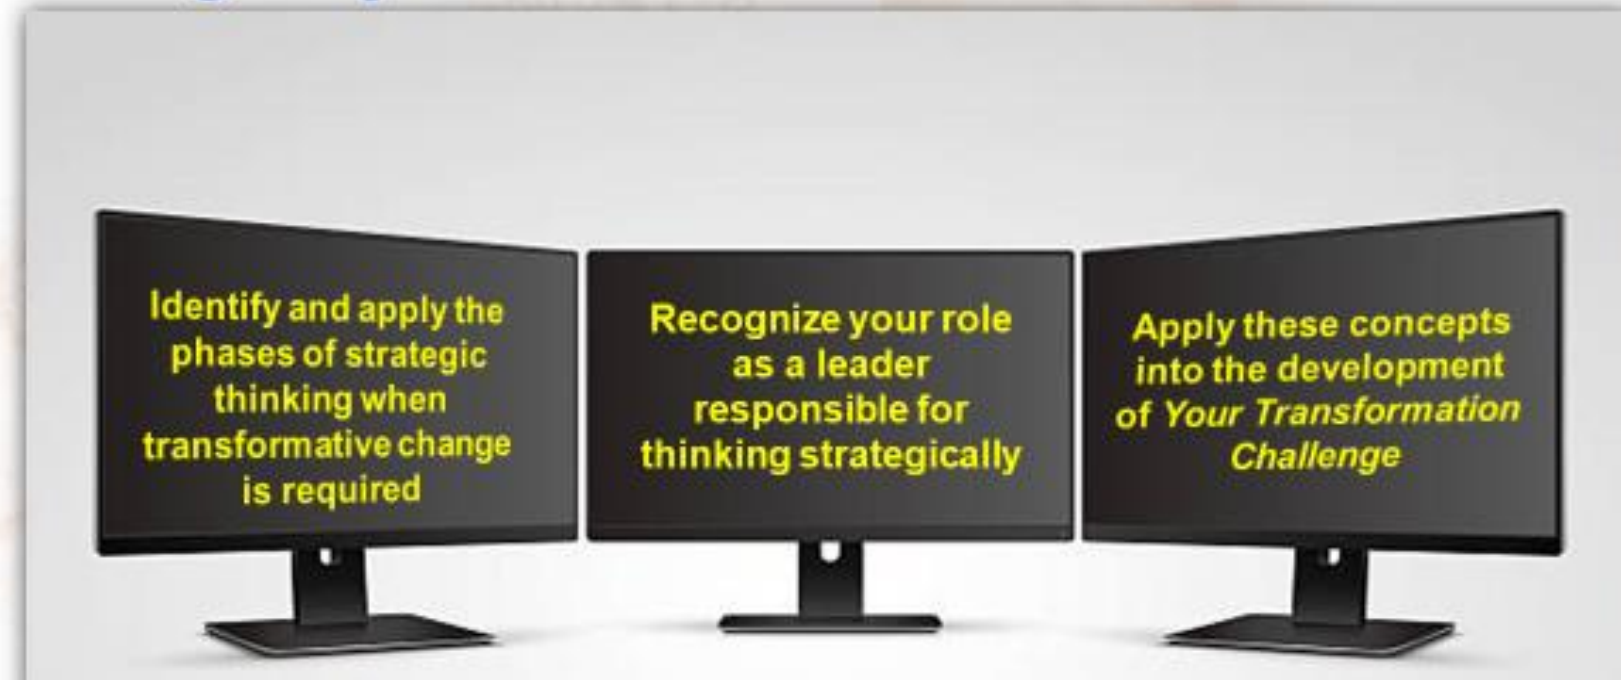 Identify and apply the
phases of strategic
thinking when
transformative change
is required
Recognize your role
as a leader
responsible for
thinking strategically
Apply these concepts
into the development
of Your Transformation
Challenge